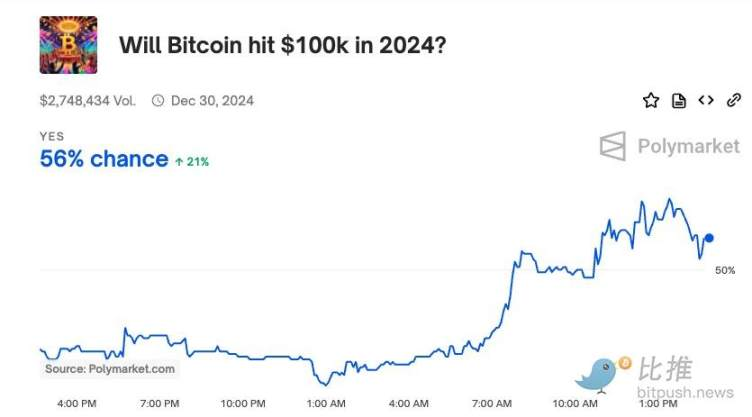 Will Bitcoin hit $100k in 2024?
$2,748,434 Vol. Dec 30, 2024
YES
56% chance ↑ 21%
Polymarket
50%
Source: Polymarket.com
比推
bitpush.news
4:00 PM 7:00 PM 10:00 PM 1:00 AM 4:00 AM 7:00 AM 10:00 AM 1:00 PM